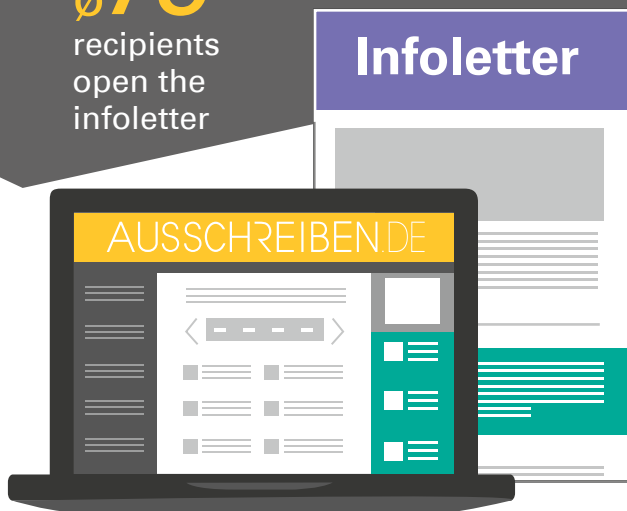 recipients
open the
infoletter
Infoletter
AUSSCHREIBEN.DE